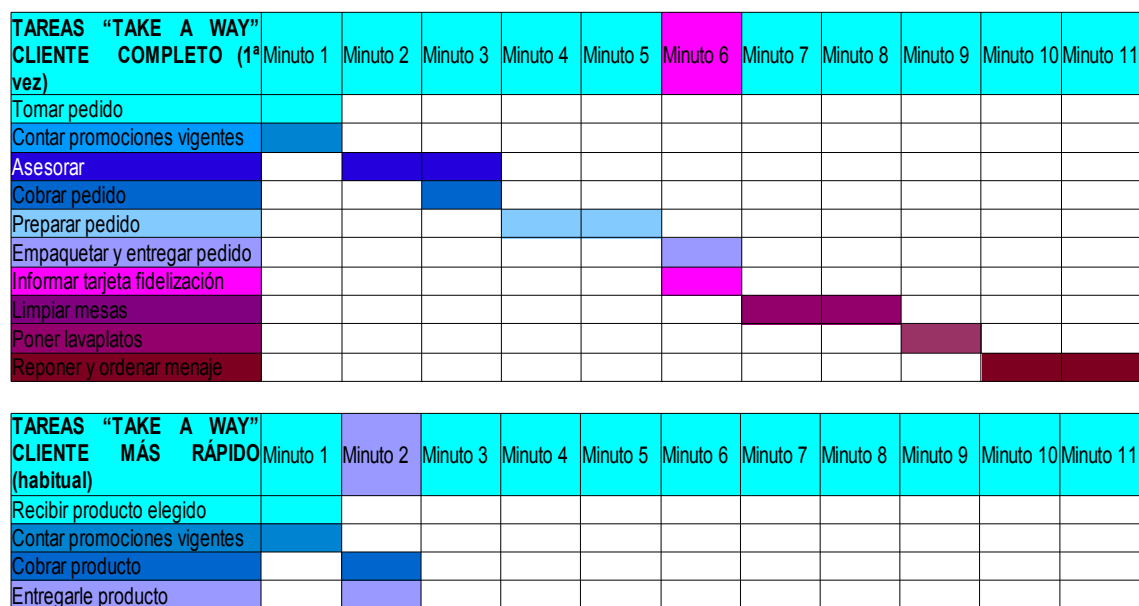 TAREAS “TAKE A WAY”
CLIENTE COMPLETO (1ª
vez)
Minuto 1 Minuto 2 Minuto 3 Minuto 4 Minuto 5 Minuto 6 Minuto 7 Minuto 8 Minuto 9 Minuto 10 Minuto 11
Tomar pedido
Contar promociones vigentes
Asesorar
Cobrar pedido
Preparar pedido
Empaquetar y entregar pedido
Informar tarjeta fidelización
Limpiar mesas
Poner lavaplatos
Reponer y ordenar menaje
TAREAS “TAKE A WAY”
CLIENTE MÁS RÁPIDO
(habitual)
Minuto 1 Minuto 2 Minuto 3 Minuto 4 Minuto 5 Minuto 6 Minuto 7 Minuto 8 Minuto 9 Minuto 10 Minuto 11
Recibir producto elegido
Contar promociones vigentes
Cobrar producto
Entregarle producto